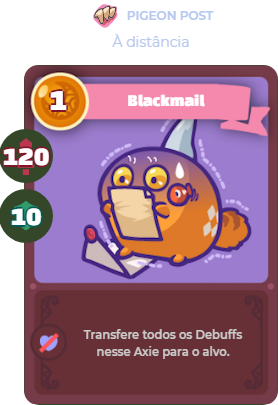 PIGEON POST
À distância
1
Blackmail
120
10
Transfere todos os Debuffs
nesse Axie para o alvo.